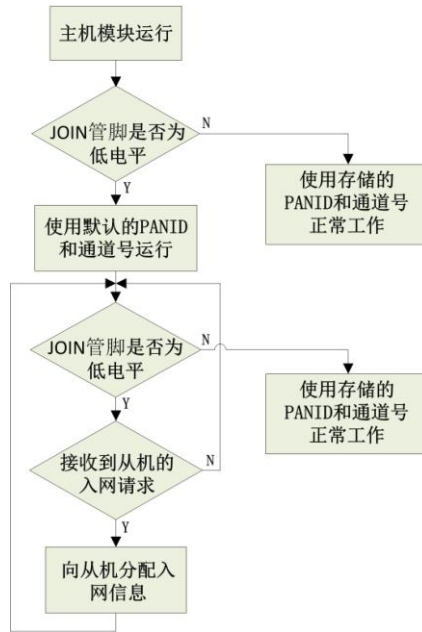 主机模块运行
JOIN管脚是否为
低电平
N
Y
使用存储的
PANID和通道号
正常工作
使用默认的PANID
和通道号运行
JOIN管脚是否为
低电平
N
Y
使用存储的
PANID和通道号
正常工作
接收到从机的
入网请求
N
Y
向从机分配入
网信息